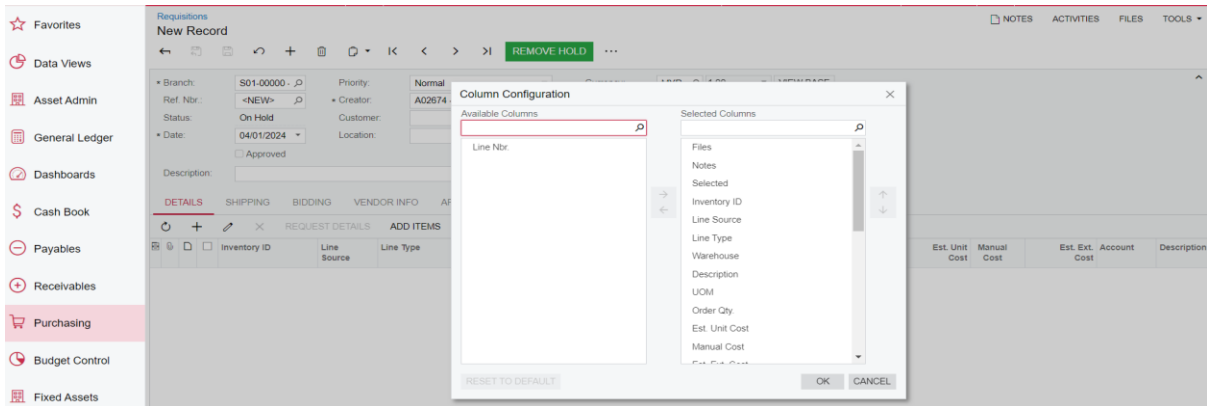 Favorites
Data Views
Asset Admin
General Ledger
Dashboards
Cash Book
Payables
Receivables
Purchasing
Budget Control
Fixed Assets
Requisitions
New Record
NOTES ACTIVITIES FILES TOOLS
REMOVE HOLD ...
* Branch: S01-00000 - Priority: Normal VIEW BASE
Ref. Nbr.: <NEW> * Creator: A02674
Status: On Hold Customer:
* Date: 04/01/2024 Location:
Approved
Description:
DETAILS SHIPPING BIDDING VENDOR INFO
REQUEST DETAILS ADD ITEMS
Inventory ID Line Source Line Type Est. Unit Cost Manual Cost Est. Ext. Cost Account Description
Column Configuration
Available Columns
Line Nbr.
Selected Columns
Files
Notes
Selected
Inventory ID
Line Source
Line Type
Warehouse
Description
UOM
Order Qty.
Est. Unit Cost
Manual Cost
Est. Ext. Cost
RESET TO DEFAULT OK CANCEL